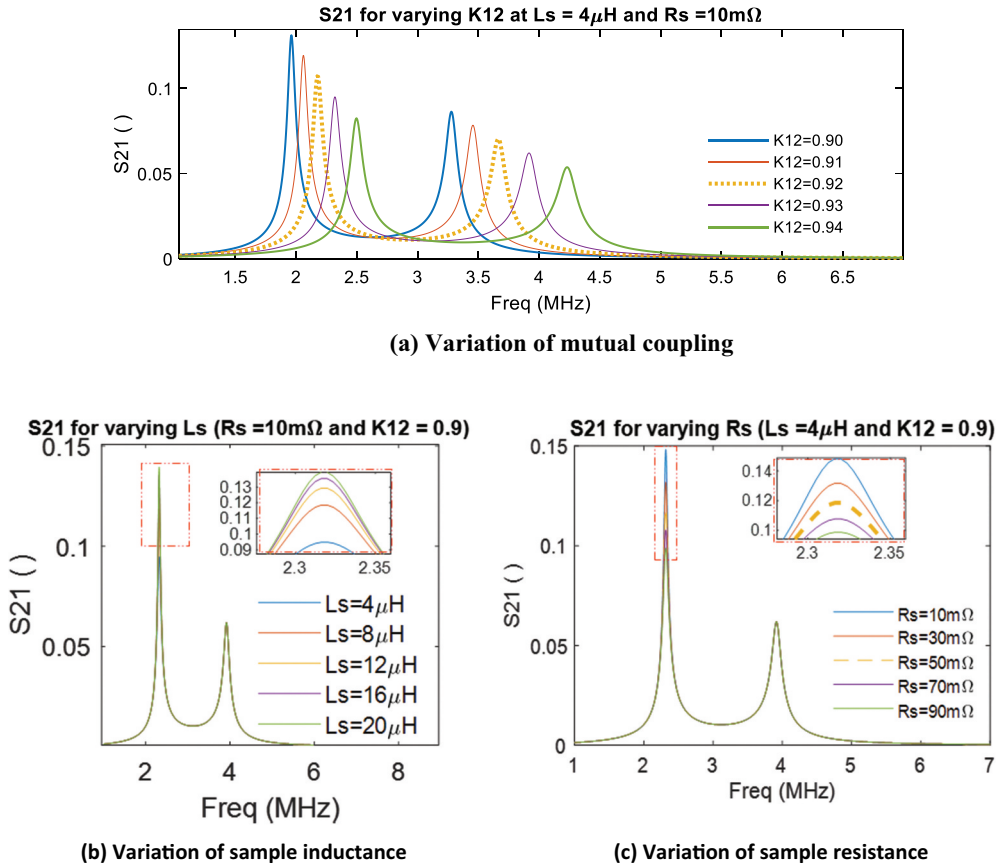 S21 for varying K12 at Ls = 4μH and Rs =10mΩ
S21 ( )
0.1
0.05
0
1.5 2 2.5 3 3.5 4 4.5 5 5.5 6 6.5
Freq (MHz)
K12=0.90
K12=0.91
K12=0.92
K12=0.93
K12=0.94
(a) Variation of mutual coupling
S21 for varying Ls (Rs =10mΩ and K12 = 0.9)
S21 ( )
0.15
0.1
0.05
0.13
0.12
0.11
0.1
0.09
2.3 2.35
Ls=4μH
Ls=8μH
Ls=12μH
Ls=16μH
Ls=20μH
2 4 6 8
Freq (MHz)
(b) Variation of sample inductance
S21 for varying Rs (Ls =4μH and K12 = 0.9)
S21 ( )
0.15
0.1
0.05
0
0.14
0.12
0.1
2.3 2.35
Rs=10mΩ
Rs=30mΩ
Rs=50mΩ
Rs=70mΩ
Rs=90mΩ
1 2 3 4 5 6 7
Freq (MHz)
(c) Variation of sample resistance